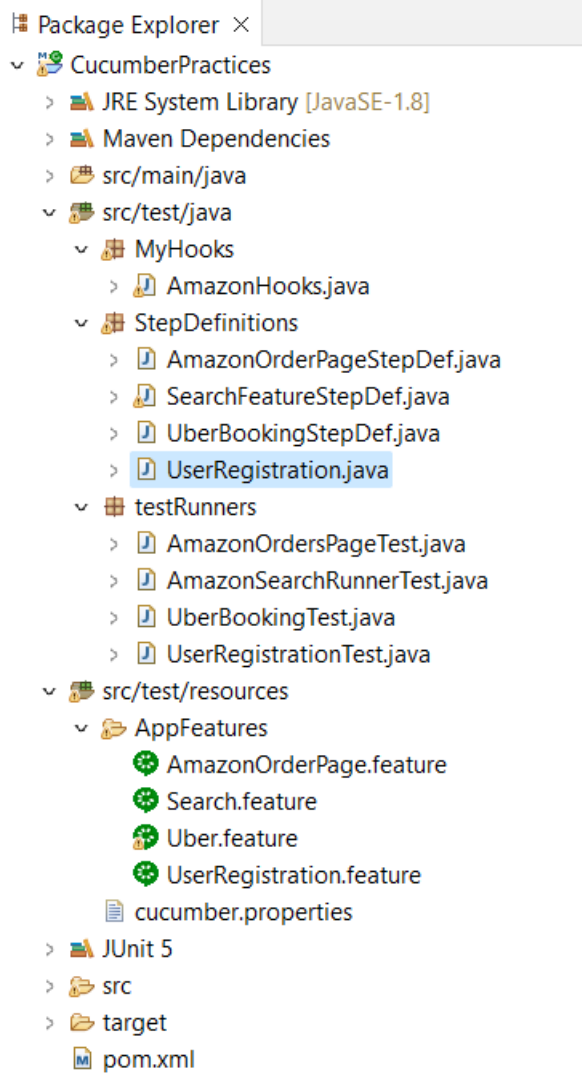 Package Explorer
CucumberPractices
JRE System Library [JavaSE-1.8]
Maven Dependencies
src/main/java
src/test/java
MyHooks
AmazonHooks.java
StepDefinitions
AmazonOrderPageStepDef.java
SearchFeatureStepDef.java
UberBookingStepDef.java
UserRegistration.java
testRunners
AmazonOrdersPageTest.java
AmazonSearchRunnerTest.java
UberBookingTest.java
UserRegistrationTest.java
src/test/resources
AppFeatures
AmazonOrderPage.feature
Search.feature
Uber.feature
UserRegistration.feature
cucumber.properties
JUnit 5
src
target
pom.xml